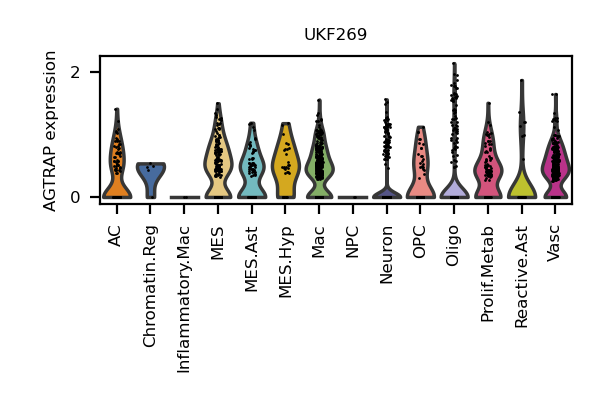 UKF269
AGTRAP expression
2
0
AC
Chromatin.Reg
Inflammatory.Mac
MES
MES.Ast
MES.Hyp
Mac
NPC
Neuron
OPC
Oligo
Prolif.Metab
Reactive.Ast
Vasc